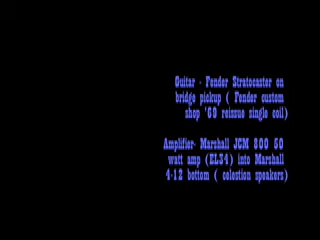 Guitar - Fender Stratocaster on
bridge pickup ( Fender custom
shop '69 reissue single coil)
Amplifier- Marshall JCM 800 50
watt amp (EL34) into Marshall
4-12 bottom ( celestion speakers)